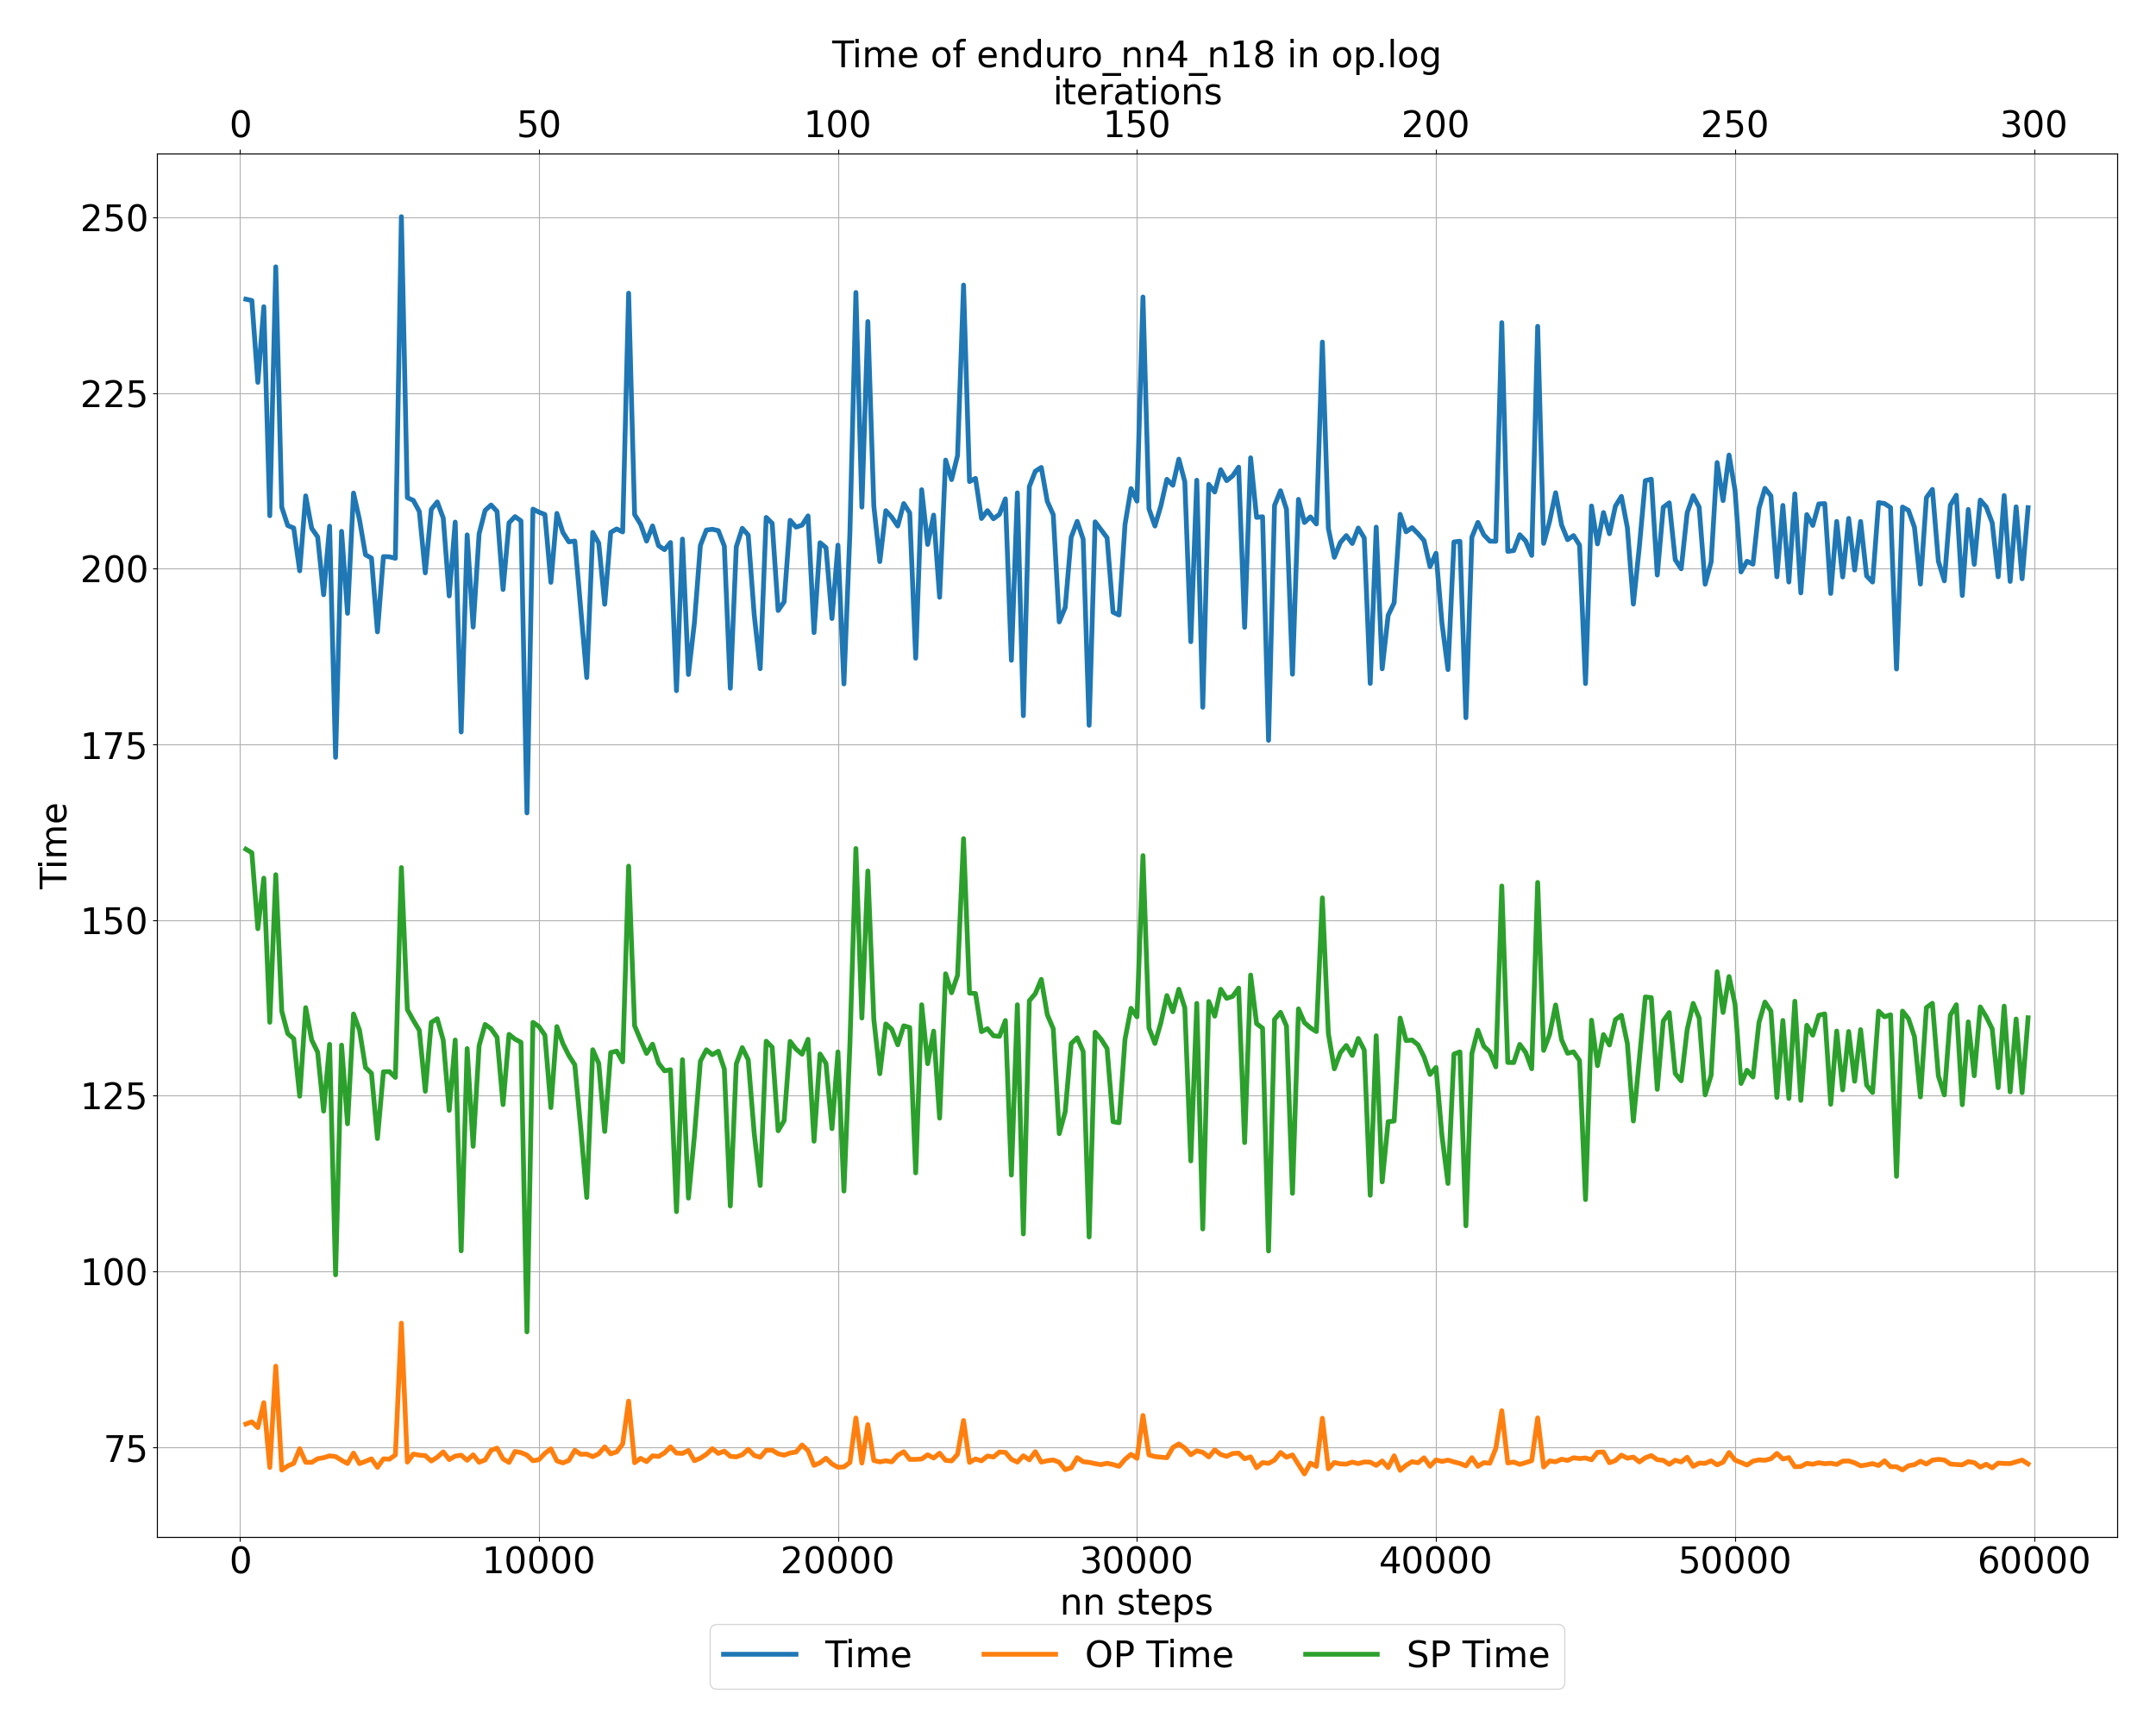 Time of enduro_nn4_n18 in op.log
iterations
0 50 100 150 200 250 300
250
225
200
175
150
125
100
75
Time
0 10000 20000 30000 40000 50000 60000
nn steps
Time OP Time SP Time